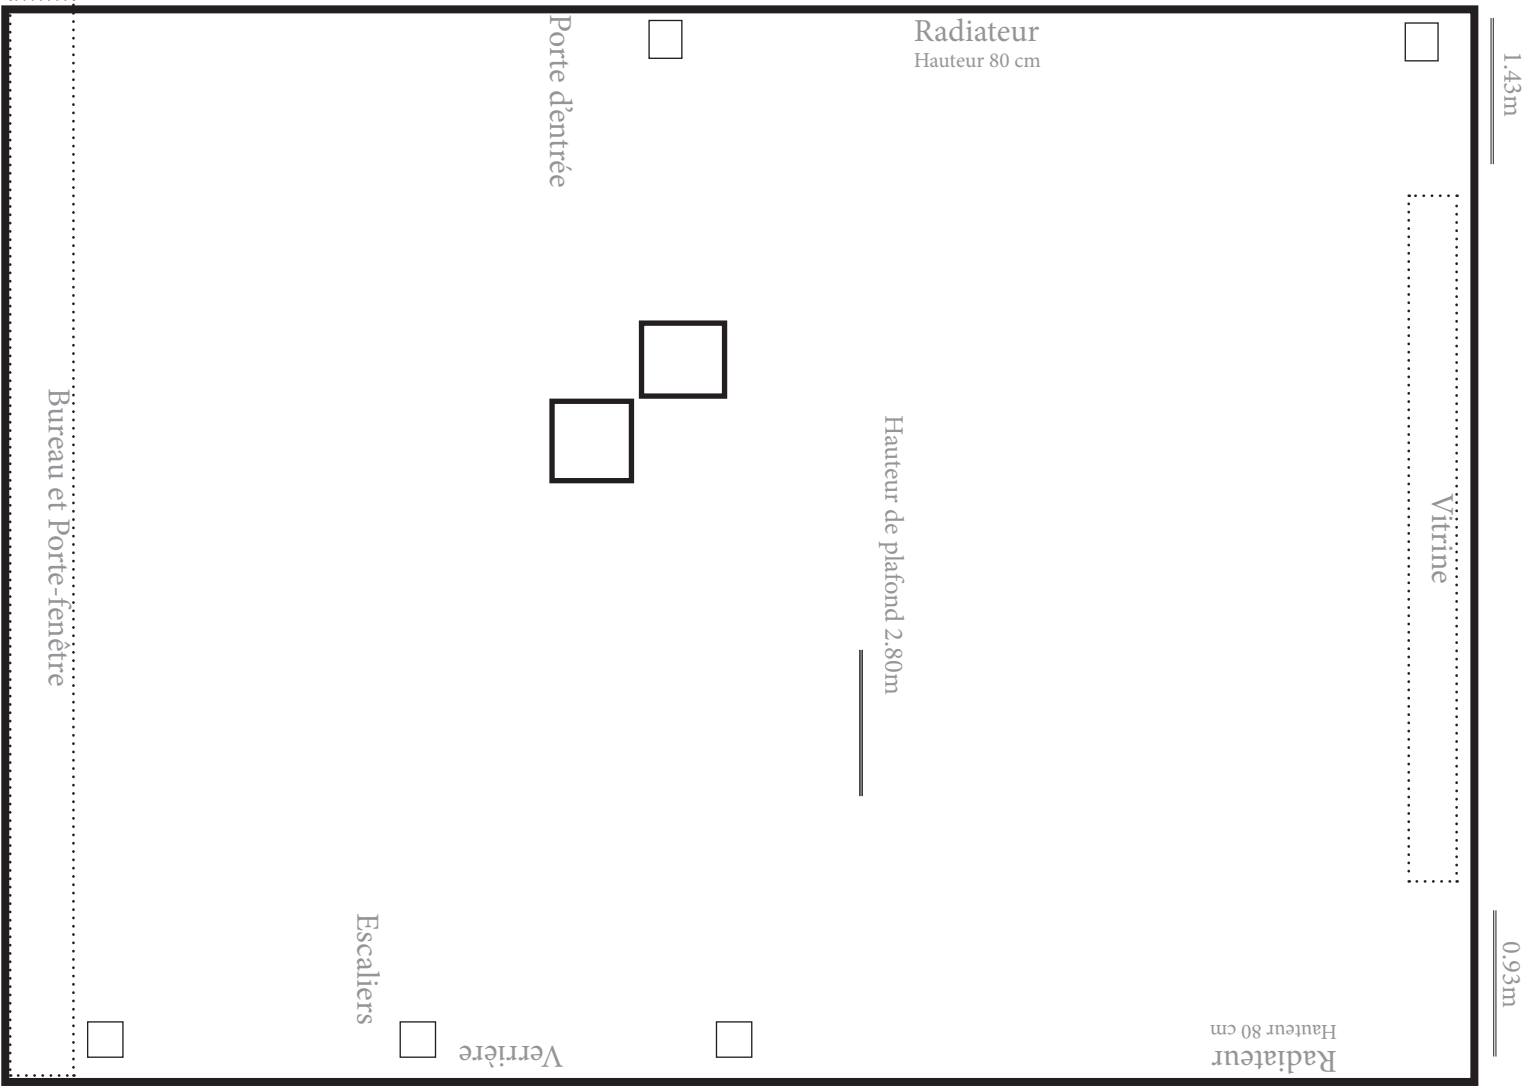 Porte d'entrée
Radiateur
Hauteur 80 cm
1.43m
Bureau et Porte-fenêtre
Hauteur de plafond 2.80m
Vitrine
Escaliers
Verrière
Radiateur
Hauteur 80 cm
0.93m